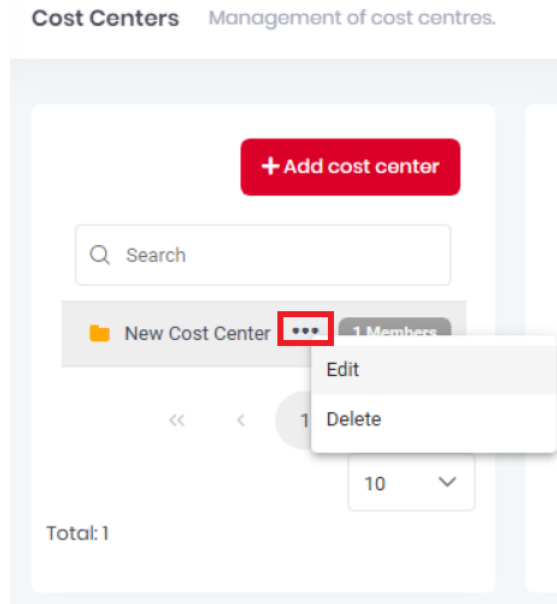 Cost Centers Management of cost centres.
+ Add cost center
Search
New Cost Center ••• 1 Members
Edit
Delete
<< < 1
10
Total: 1